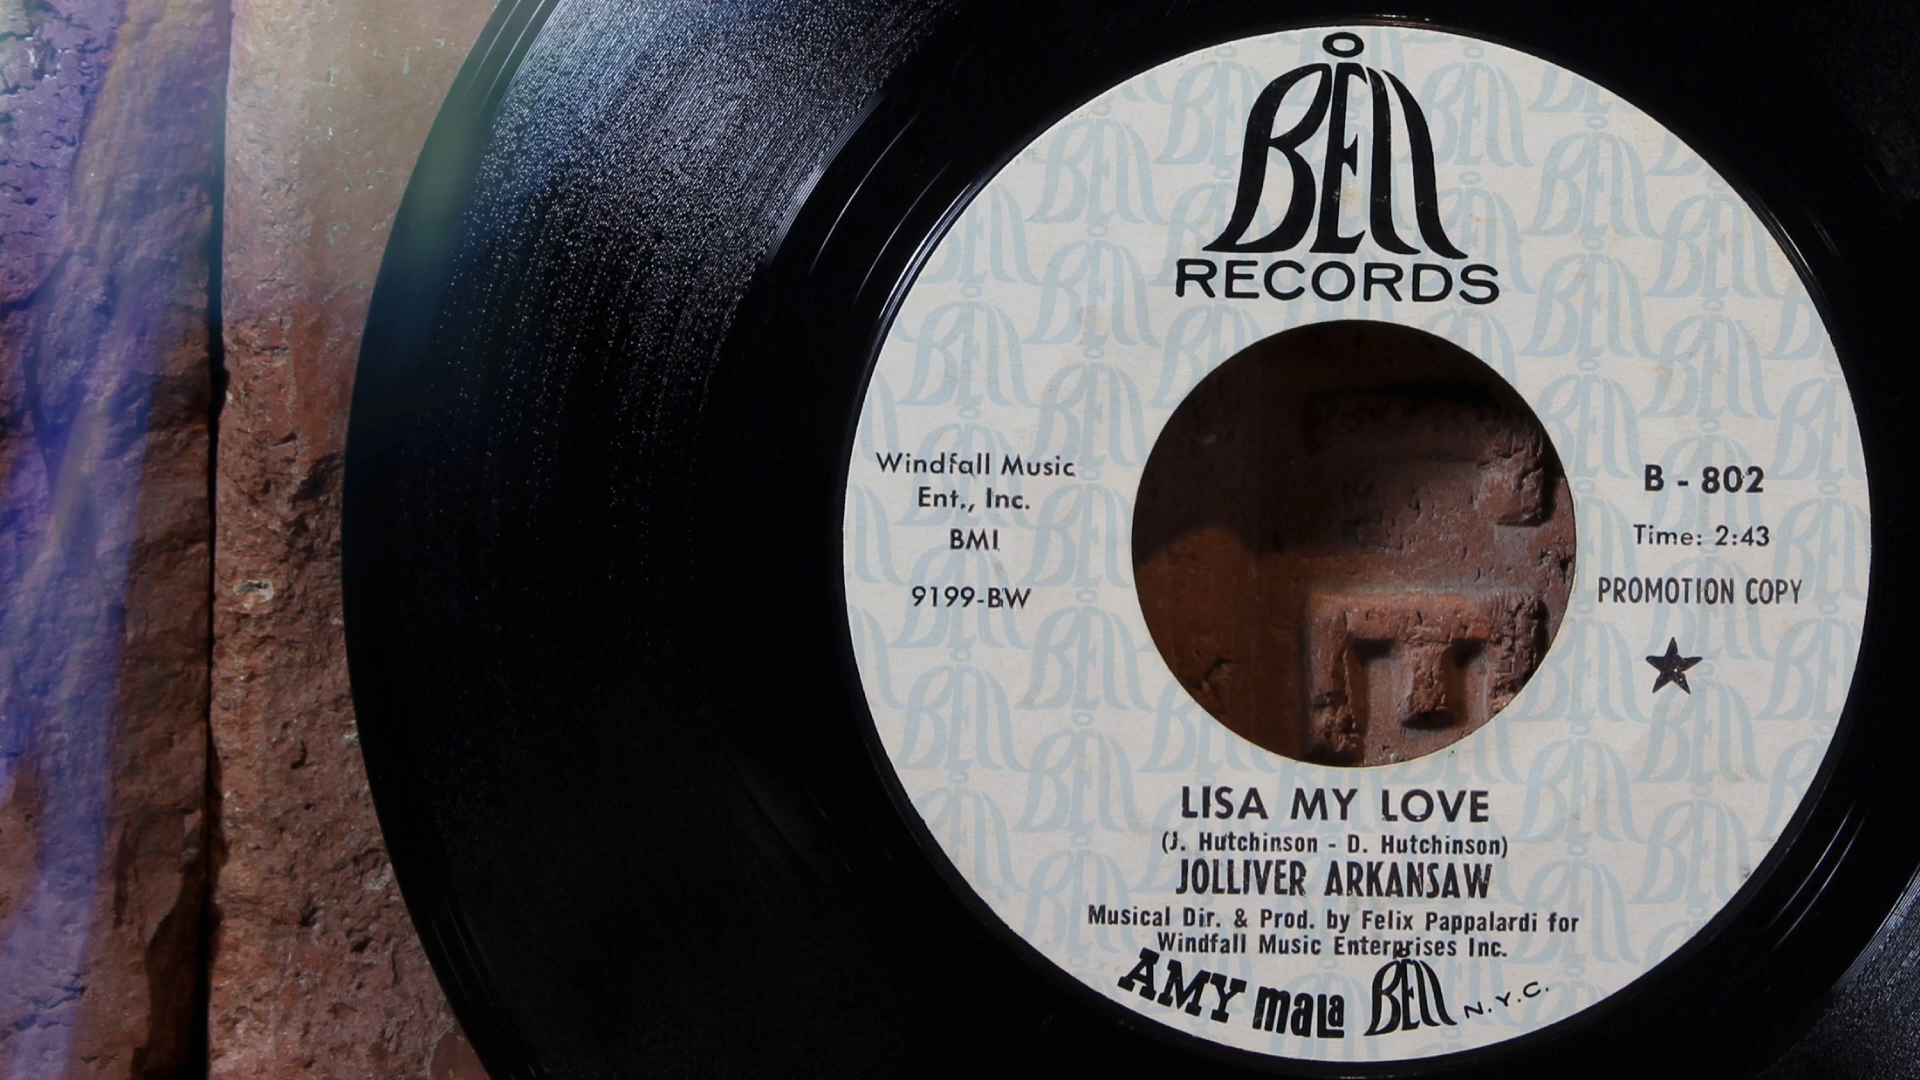 BELL
RECORDS
Windfall Music
Ent., Inc.
BMI
9199-BW
B - 802
Time: 2:43
PROMOTION COPY
LISA MY LOVE
(J. Hutchinson - D. Hutchinson)
JOLLIVER ARKANSAW
Musical Dir. & Prod. by Felix Pappalardi for
Windfall Music Enterprises Inc.
AMY mala BELL N.Y.C.